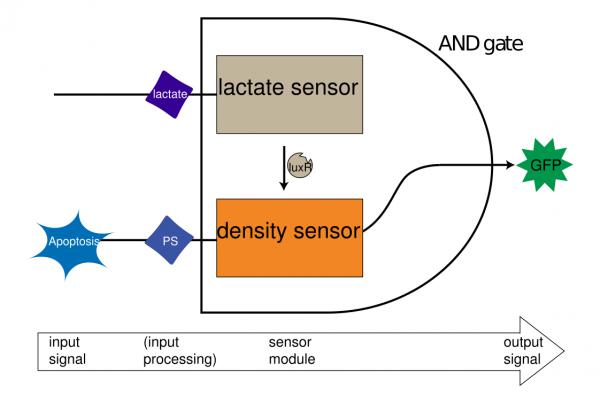 AND gate
lactate sensor
lactate
luxR
GFP
density sensor
Apoptosis
PS
input signal
(input processing)
sensor module
output signal